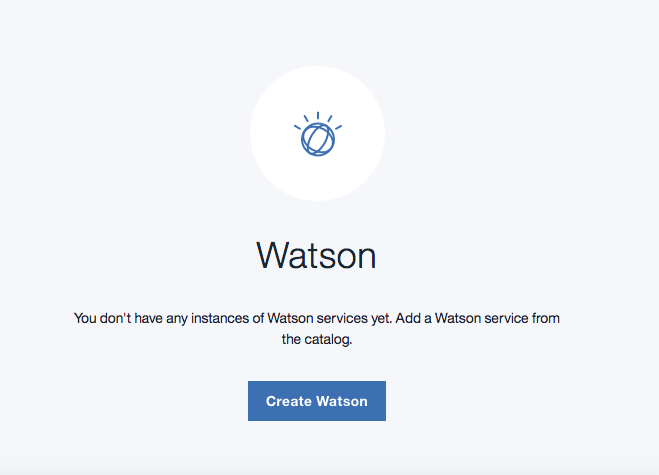 Watson
You don't have any instances of Watson services yet. Add a Watson service from
the catalog.
Create Watson